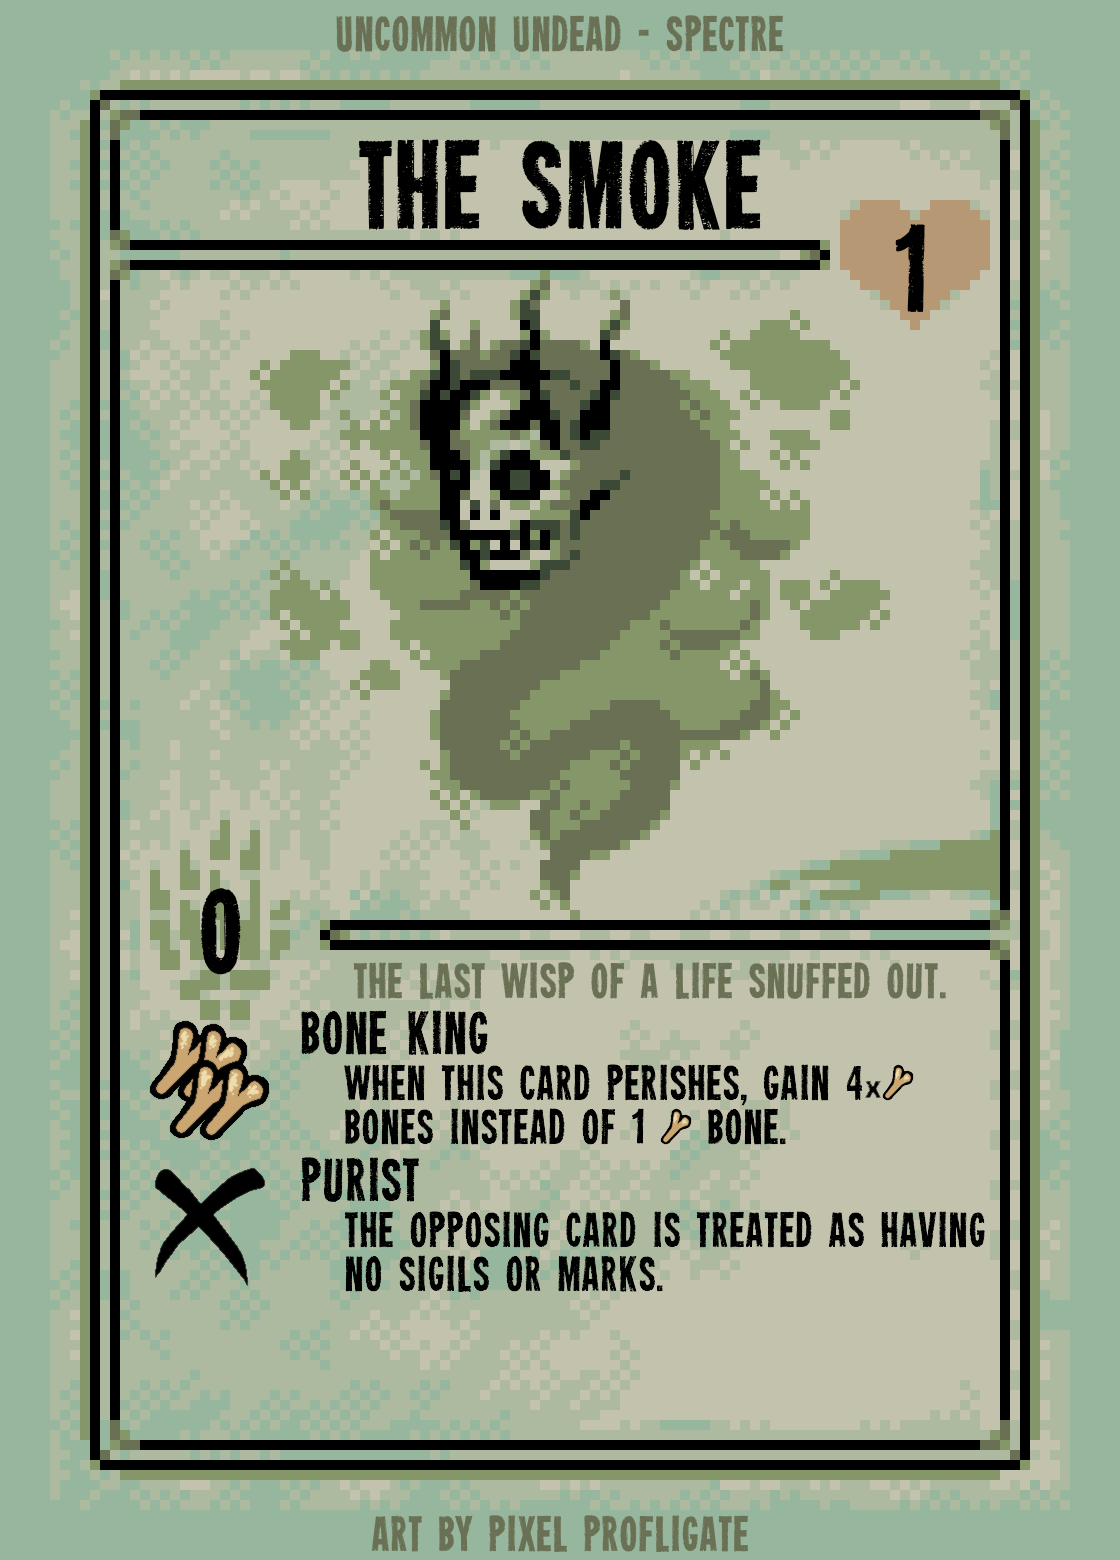 UNCOMMON UNDEAD - SPECTRE
THE SMOKE
1
0
THE LAST WISP OF A LIFE SNUFFED OUT.
BONE KING
WHEN THIS CARD PERISHES, GAIN 4x
BONES INSTEAD OF 1 BONE.
PURIST
THE OPPOSING CARD IS TREATED AS HAVING
NO SIGILS OR MARKS.
ART BY PIXEL PROFLIGATE